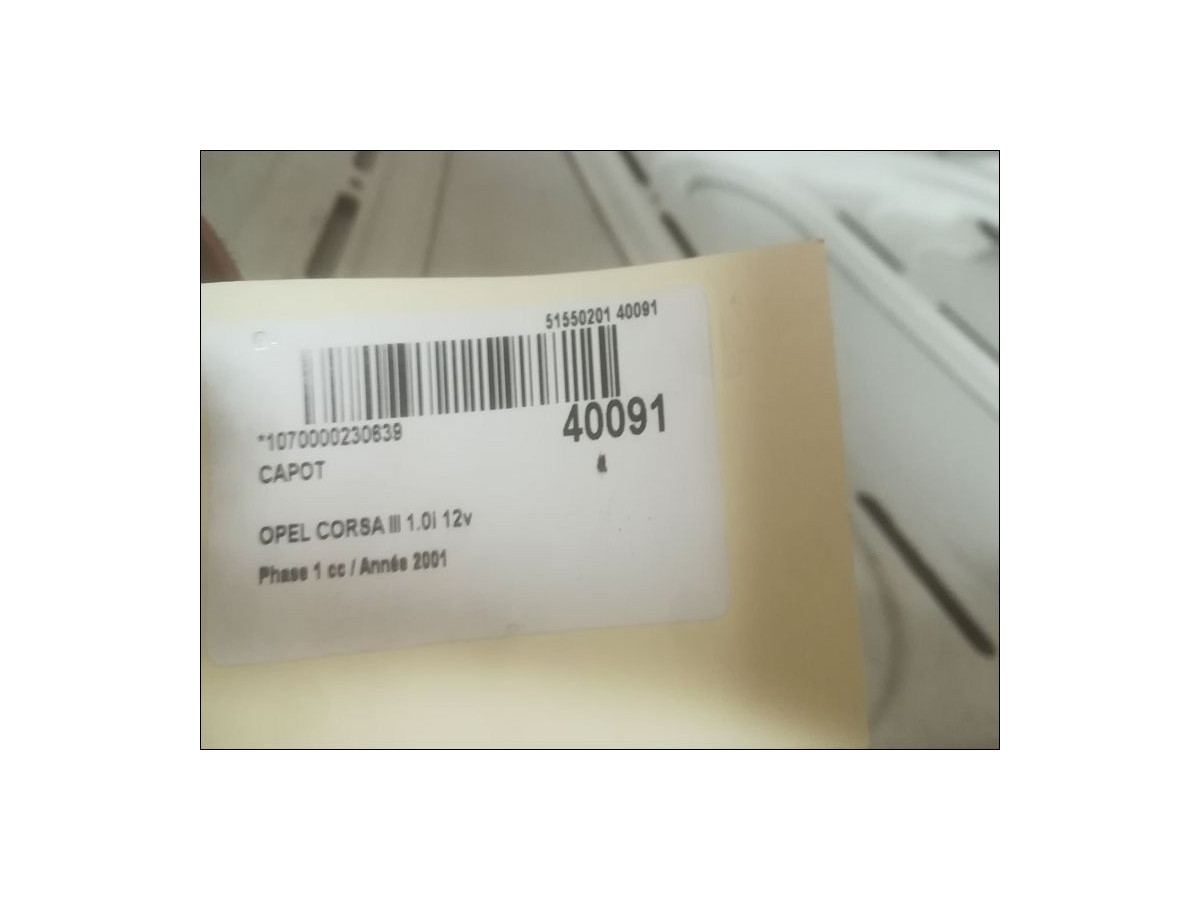 51550201 40091
*1070000230639
40091
CAPOT
OPEL CORSA III 1.0i 12v
Phase 1 cc / Année 2001